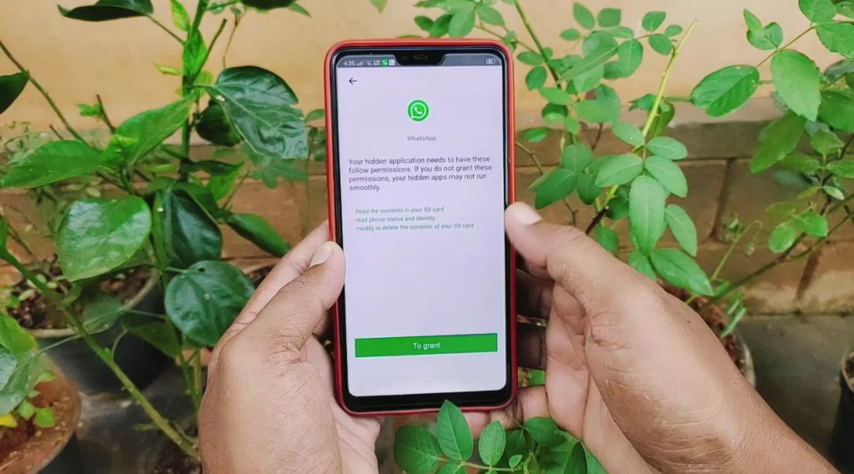 4:35
WhatsApp
Your hidden application needs to have these
follow permissions. If you do not grant these
permissions, your hidden apps may not run
smoothly.
Read the contents in your SD card
read phone status and identity
modify or delete the contents of your SD card
To grant